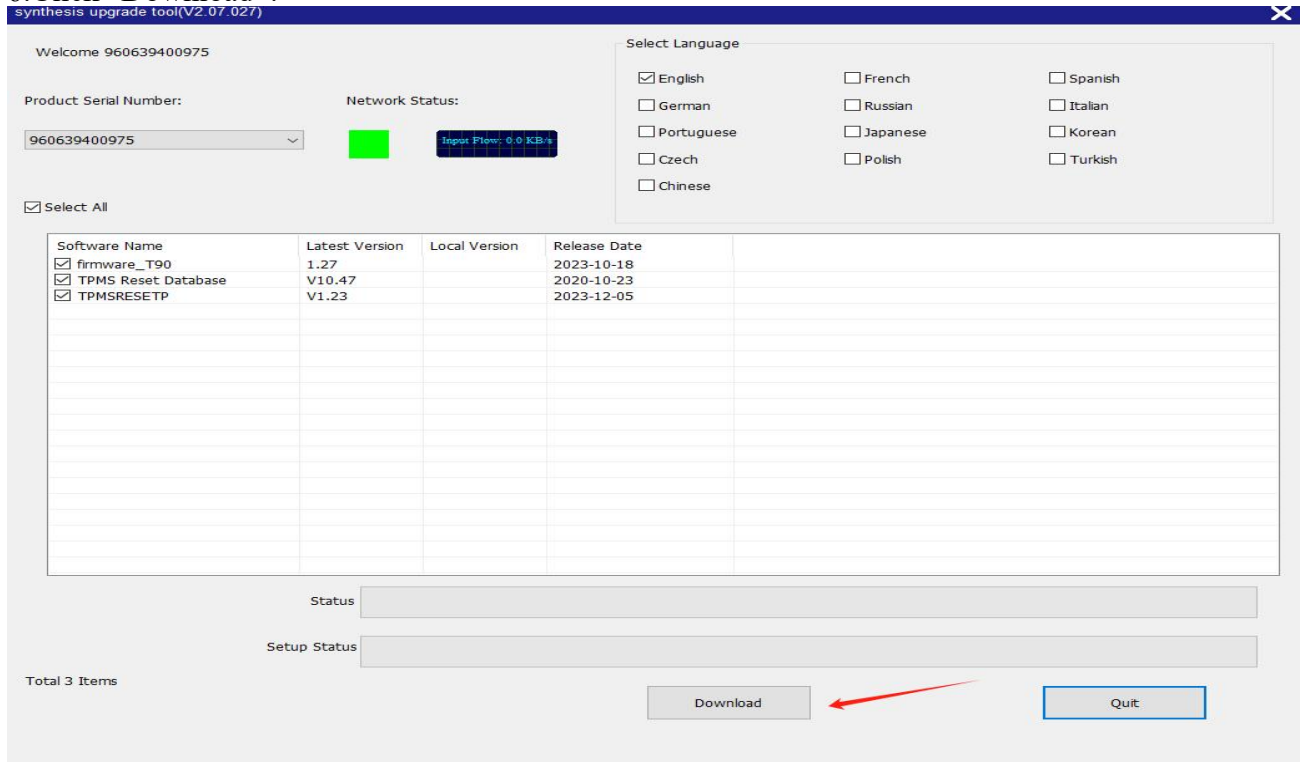 synthesis upgrade tool(V2.07.027)
Welcome 960639400975
Select Language
English French Spanish
Product Serial Number: Network Status:
German Russian Italian
960639400975 Input Flow: 0.0 KB/s
Portuguese Japanese Korean
Czech Polish Turkish
Chinese
Select All
Software Name Latest Version Local Version Release Date
firmware_T90 1.27 2023-10-18
TPMS Reset Database V10.47 2020-10-23
TPMSRESETP V1.23 2023-12-05
Status
Setup Status
Total 3 Items
Download Quit